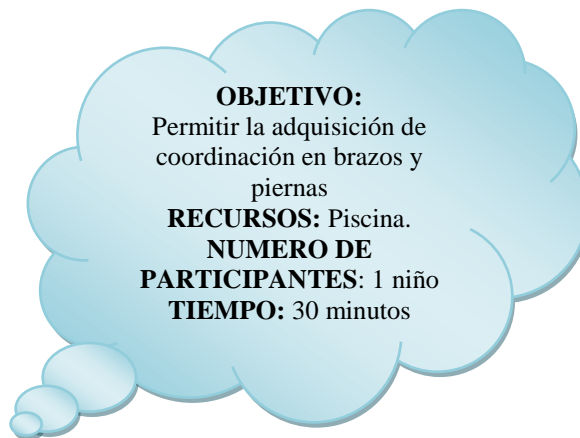 OBJETIVO:
Permitir la adquisición de
coordinación en brazos y
piernas
RECURSOS: Piscina.
NUMERO DE
PARTICIPANTES: 1 niño
TIEMPO: 30 minutos